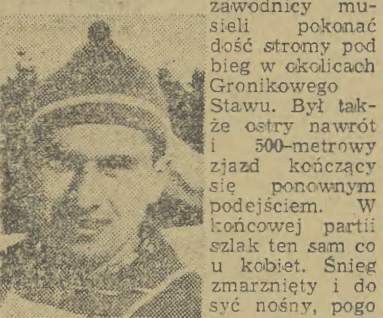 zawodnicy mu-
sieli pokonać
dość stromy pod
bieg w okolicach
Gronikowego
Stawu. Był tak-
że ostry nawrót
i 500-metrowy
zjazd kończący
się ponownym
podejściem. W
końcowej partii
szlak ten sam co
u kobiet. Śnieg
zmarznięty i do
syć nośny, pogo